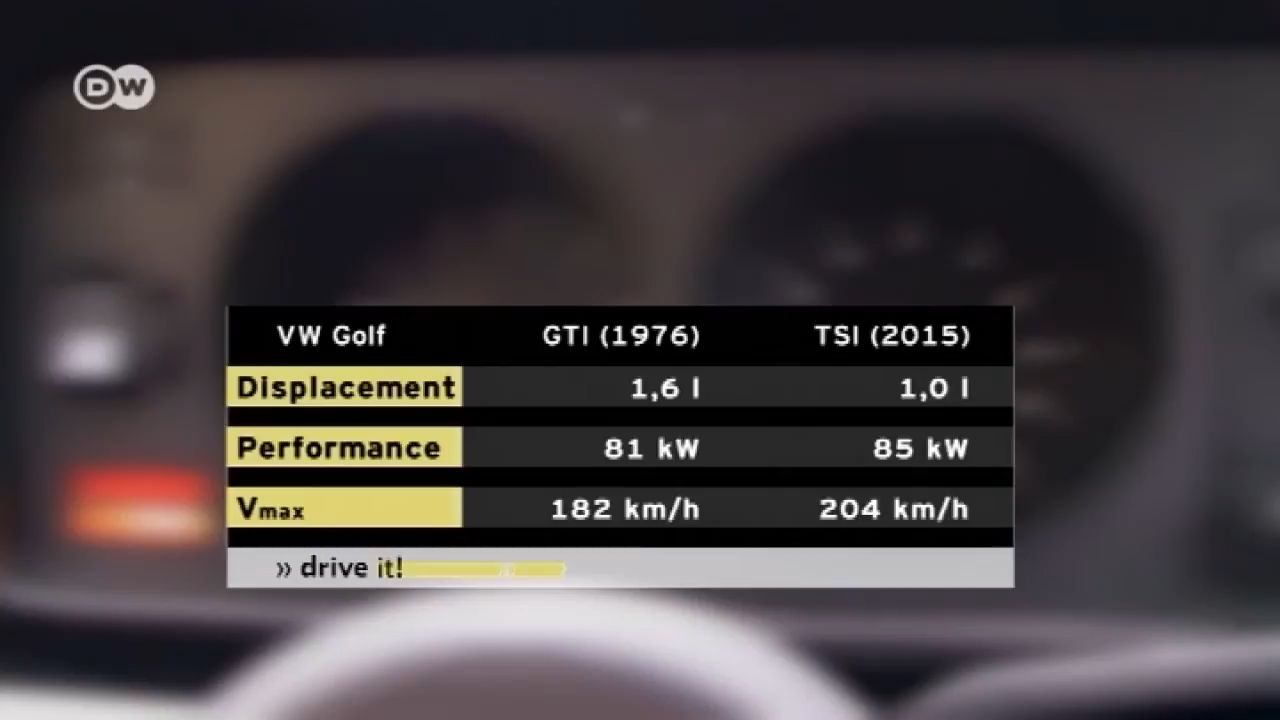 DW
VW Golf GTI (1976) TSI (2015)
Displacement 1,6 l 1,0 l
Performance 81 kW 85 kW
Vmax 182 km/h 204 km/h
» drive it!